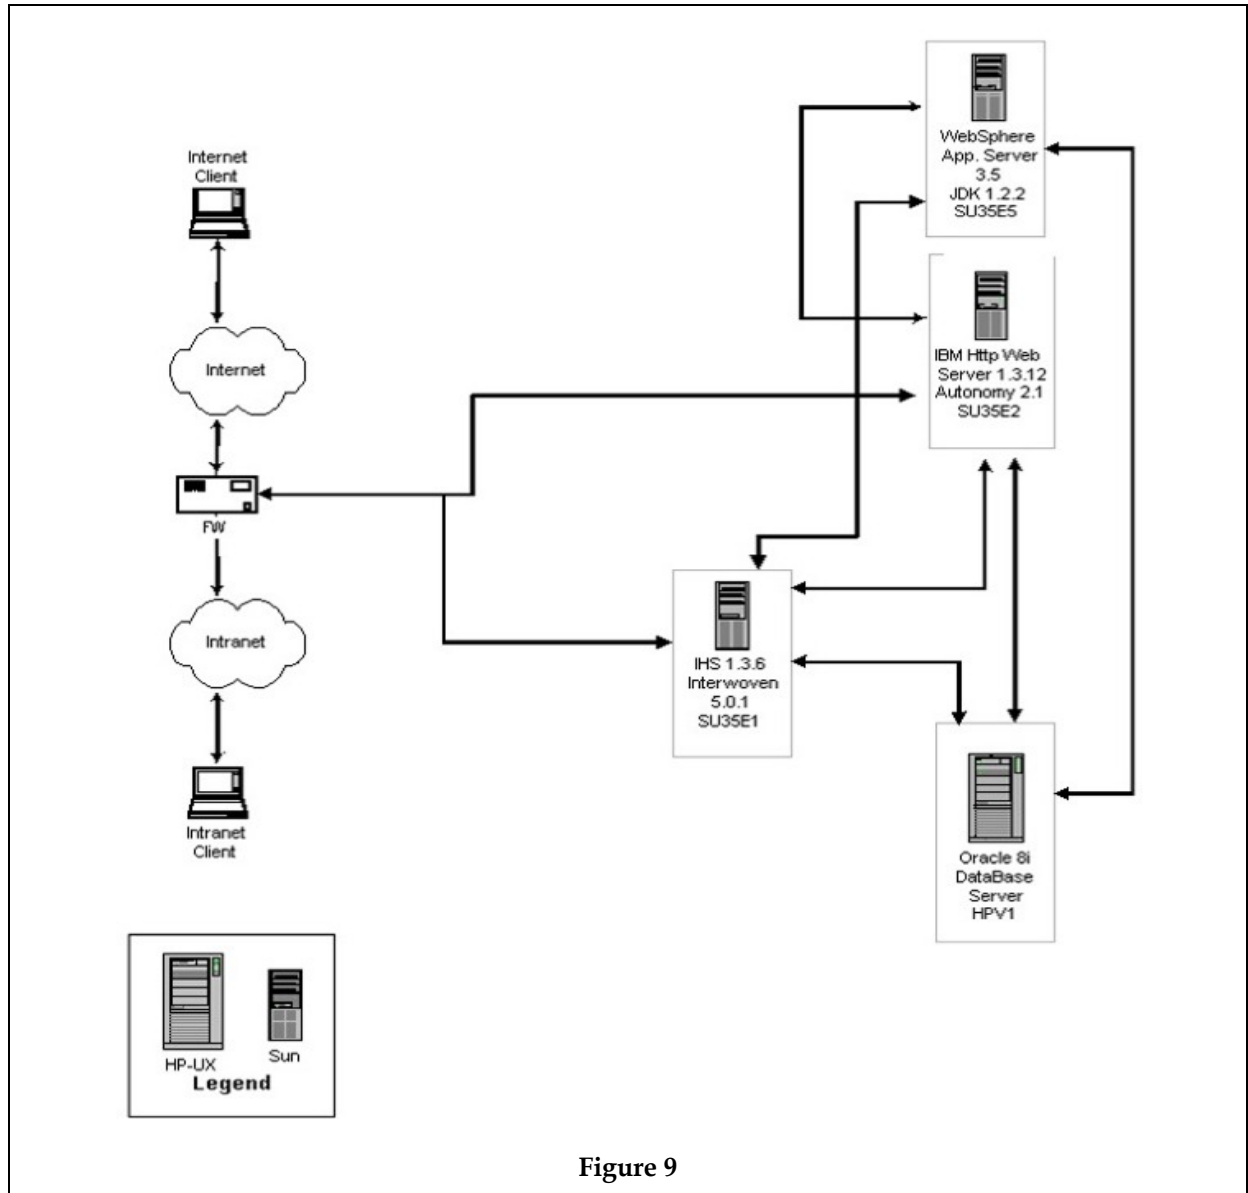 Internet
Client
Internet
FW
Intranet
Intranet
Client
WebSphere
App. Server
3.5
JDK 1.2.2
SU35E5
IBM Http Web
Server 1.3.12
Autonomy 2.1
SU35E2
IHS 1.3.6
Interwoven
5.0.1
SU35E1
Oracle 8i
DataBase
Server
HPV1
HP-UX
Sun
Legend
Figure 9